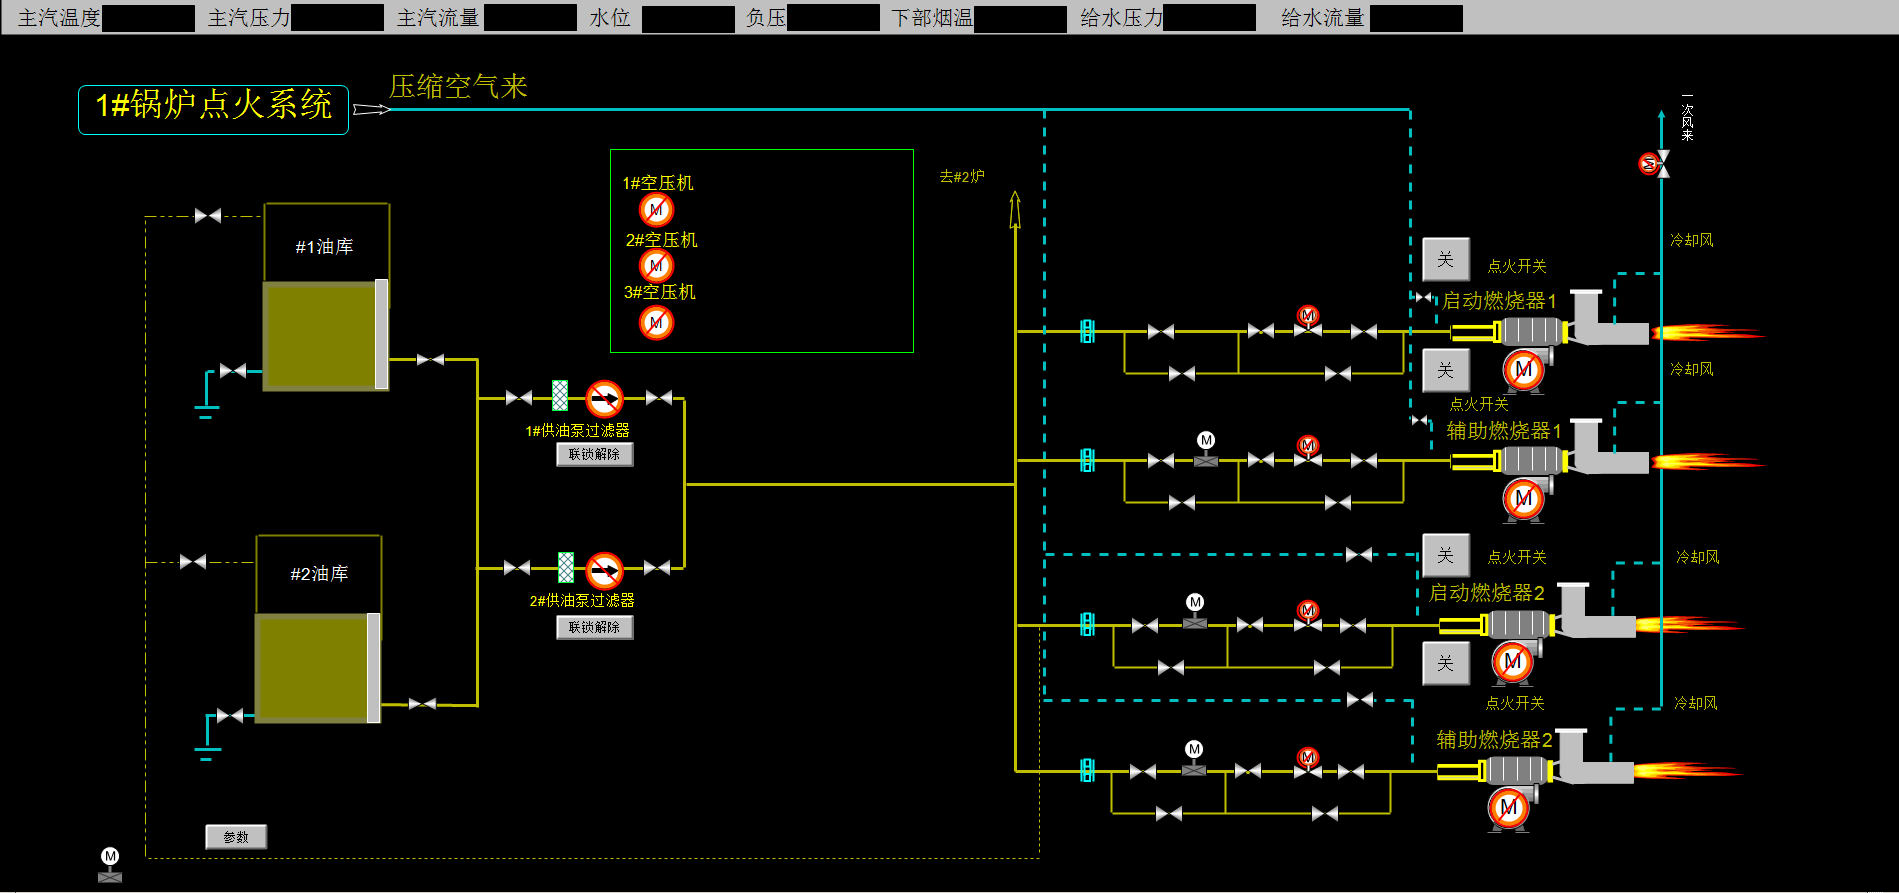 主汽温度 主汽压力 主汽流量 水位 负压 下部烟温 给水压力 给水流量
1#锅炉点火系统
压缩空气来
一次风来
去#2炉
1#空压机
M
2#空压机
M
3#空压机
M
#1油库
#2油库
1#供油泵过滤器
联锁解除
2#供油泵过滤器
联锁解除
参数
M
M
冷却风
关 点火开关
启动燃烧器1
M
M
冷却风
关
点火开关
辅助燃烧器1
M
M
M
冷却风
关 点火开关
启动燃烧器2
M
M
M
关
点火开关
冷却风
辅助燃烧器2
M
M
M